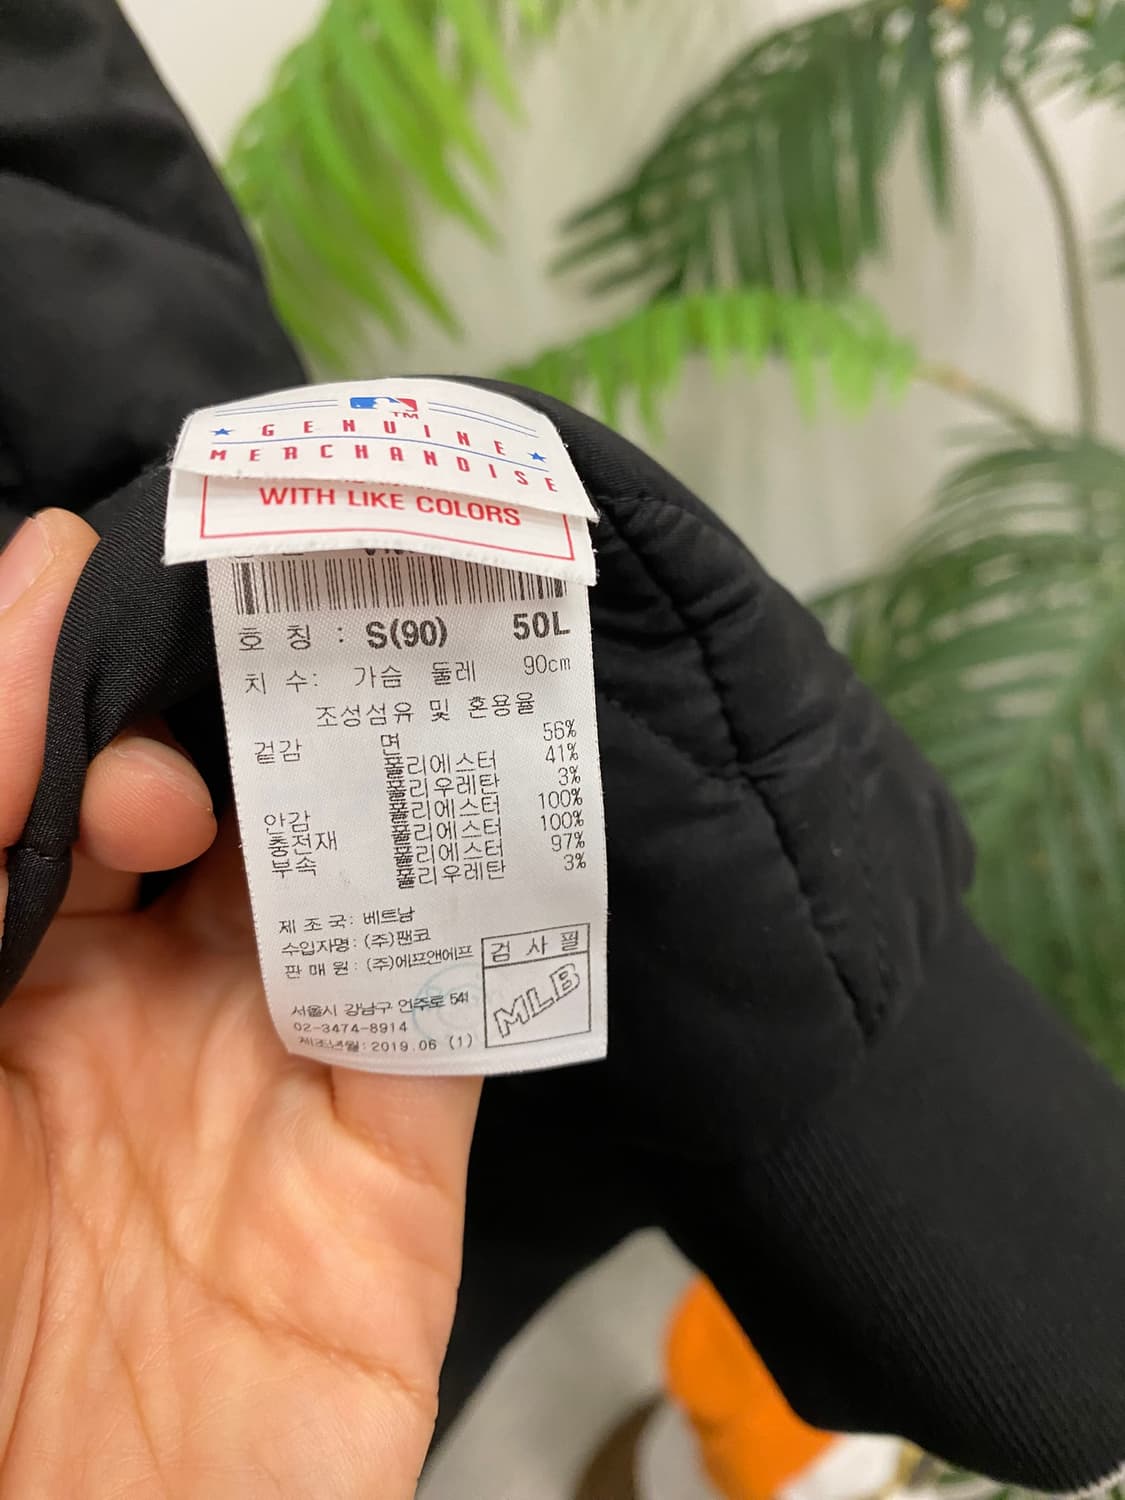 TM
GENUINE
MERCHANDISE
WITH LIKE COLORS
호 칭 : S(90) 50L
치 수: 가슴 둘레 90cm
조성섬유 및 혼용율
겉감 면 56%
폴리에스터 41%
폴리우레탄 3%
안감 폴리에스터 100%
충전재 폴리에스터 100%
부속 폴리에스터 97%
폴리우레탄 3%
제 조 국: 베트남
수입자명: (주)팬코
판 매 원: (주)에프앤에프
검 사 필
MLB
서울시 강남구 언주로 541
02-3474-8914
제조년월: 2019.06 (1)